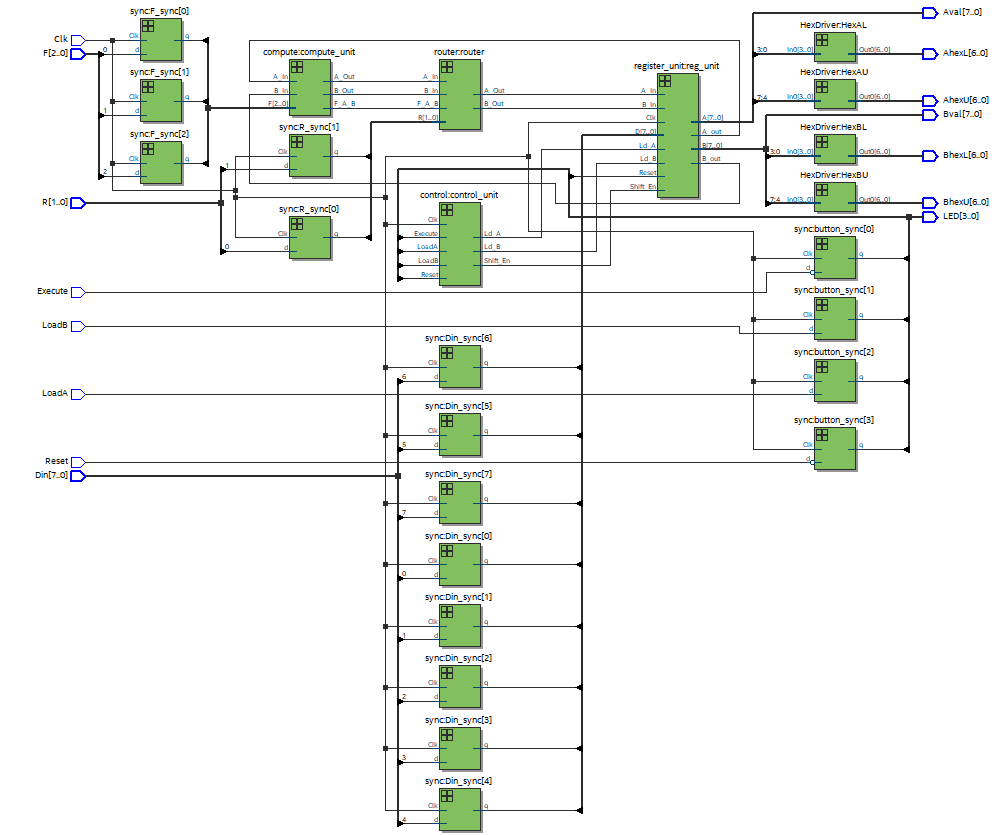 sync:F_sync[0]
Clk
F[2..0]
0
Clk
d
q
sync:F_sync[1]
Clk
d
q
1
sync:F_sync[2]
Clk
d
q
2
R[1..0]
compute:compute_unit
A_In
B_In
F[2..0]
A_Out
B_Out
F_A_B
router:router
A_In
B_In
F_A_B
R[1..0]
A_Out
B_Out
sync:R_sync[1]
1
Clk
d
q
sync:R_sync[0]
0
Clk
d
q
control:control_unit
Clk
Execute
LoadA
LoadB
Reset
Ld_A
Ld_B
Shift_En
register_unit:reg_unit
A_In
B_In
Clk
D[7..0]
Ld_A
Ld_B
Reset
Shift_En
A[7..0]
A_out
B[7..0]
B_out
Aval[7..0]
HexDriver:HexAL
3:0
In0[3..0]
Out0[6..0]
AhexL[6..0]
HexDriver:HexAU
7:4
In0[3..0]
Out0[6..0]
AhexU[6..0]
Bval[7..0]
HexDriver:HexBL
3:0
In0[3..0]
Out0[6..0]
BhexL[6..0]
HexDriver:HexBU
7:4
In0[3..0]
Out0[6..0]
BhexU[6..0]
LED[3..0]
sync:button_sync[0]
Clk
d
q
Execute
sync:button_sync[1]
Clk
d
q
LoadB
sync:button_sync[2]
Clk
d
q
LoadA
sync:button_sync[3]
Clk
d
q
Reset
Din[7..0]
sync:Din_sync[6]
Clk
d
q
6
sync:Din_sync[5]
Clk
d
q
5
sync:Din_sync[7]
Clk
d
q
7
sync:Din_sync[0]
Clk
d
q
0
sync:Din_sync[1]
Clk
d
q
1
sync:Din_sync[2]
Clk
d
q
2
sync:Din_sync[3]
Clk
d
q
3
sync:Din_sync[4]
Clk
d
q
4